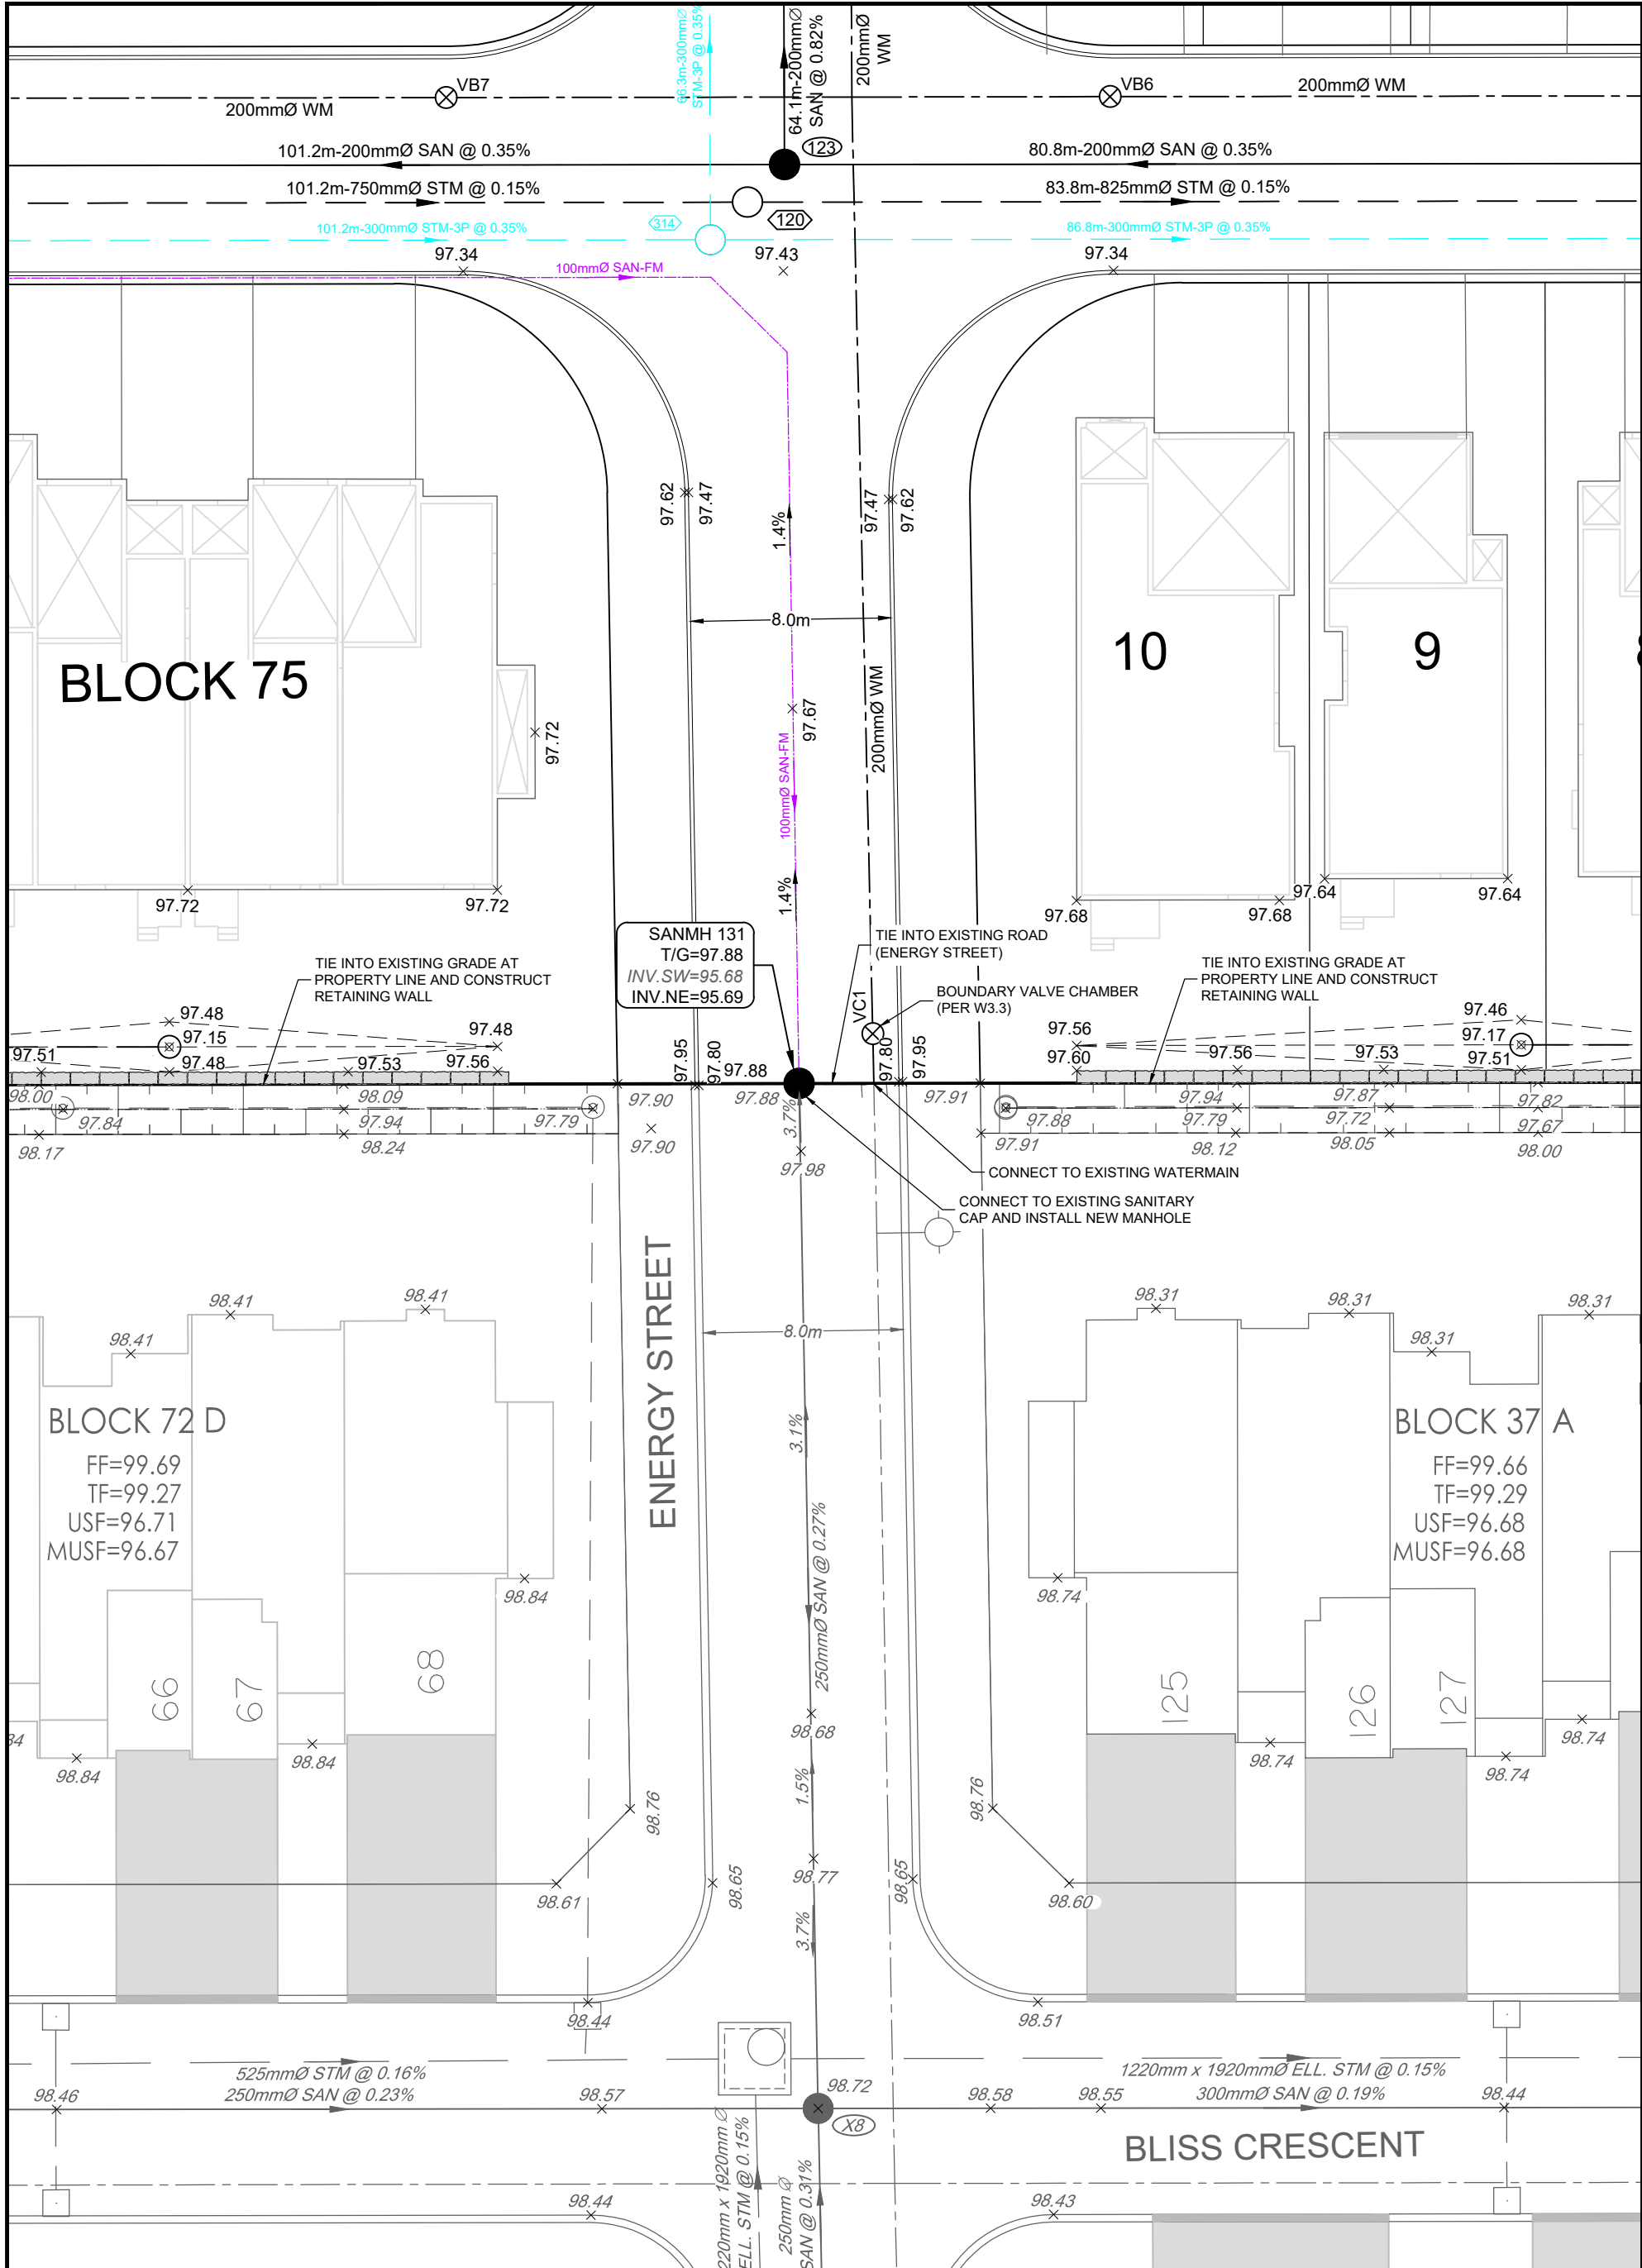 66.3m-300mmØ
STM-3P @ 0.35%
64.1m-200mmØ
SAN @ 0.82%
200mmØ
WM
VB7
VB6
200mmØ WM
200mmØ WM
123
101.2m-200mmØ SAN @ 0.35%
80.8m-200mmØ SAN @ 0.35%
101.2m-750mmØ STM @ 0.15%
83.8m-825mmØ STM @ 0.15%
120
314
101.2m-300mmØ STM-3P @ 0.35%
86.8m-300mmØ STM-3P @ 0.35%
97.34
97.43
97.34
100mmØ SAN-FM
97.62
97.47
1.4%
97.47
97.62
8.0m
BLOCK 75
10
9
97.67
200mmØ WM
97.72
100mmØ SAN-FM
97.72
97.72
1.4%
97.68
97.68
97.64
97.64
SANMH 131
T/G=97.88
INV.SW=95.68
INV.NE=95.69
TIE INTO EXISTING ROAD
(ENERGY STREET)
TIE INTO EXISTING GRADE AT
PROPERTY LINE AND CONSTRUCT
RETAINING WALL
TIE INTO EXISTING GRADE AT
PROPERTY LINE AND CONSTRUCT
RETAINING WALL
BOUNDARY VALVE CHAMBER
(PER W3.3)
VC1
97.48
97.15
97.48
97.51
97.48
97.53
97.56
97.95
97.80
97.88
97.80
97.95
97.56
97.60
97.56
97.53
97.46
97.17
97.51
98.00
98.09
97.90
97.88
97.91
97.94
97.87
97.82
97.84
97.94
97.79
97.90
3.7%
97.88
97.79
97.72
97.67
98.17
98.24
97.98
97.91
98.12
98.05
98.00
CONNECT TO EXISTING WATERMAIN
CONNECT TO EXISTING SANITARY
CAP AND INSTALL NEW MANHOLE
ENERGY STREET
98.41
98.41
98.41
98.31
98.31
98.31
98.31
8.0m
BLOCK 72 D
FF=99.69
TF=99.27
USF=96.71
MUSF=96.67
BLOCK 37 A
FF=99.66
TF=99.29
USF=96.68
MUSF=96.68
3.1%
250mmØ SAN @ 0.27%
98.84
98.74
66
67
68
125
126
127
98.68
84
98.84
98.84
98.74
98.74
98.74
1.5%
98.76
98.76
98.77
98.65
98.65
98.61
98.60
3.7%
98.44
98.51
525mmØ STM @ 0.16%
250mmØ SAN @ 0.23%
1220mm x 1920mmØ ELL. STM @ 0.15%
300mmØ SAN @ 0.19%
98.46
98.57
98.72
98.58
98.55
98.44
X8
BLISS CRESCENT
220mm x 1920mm Ø
ELL. STM @ 0.15%
250mm Ø
SAN @ 0.31%
98.44
98.43